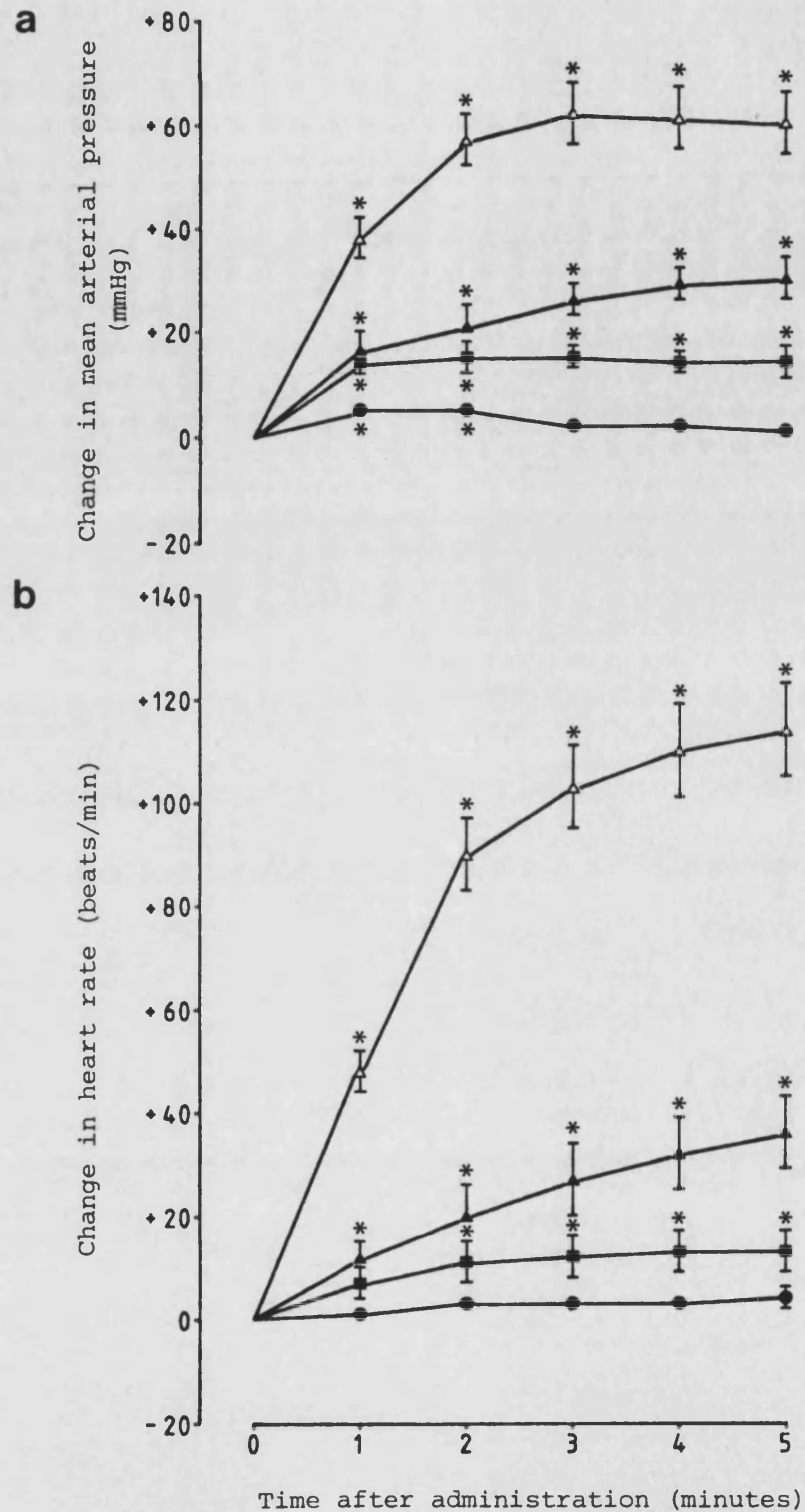 a
Change in mean arterial pressure
(mmHg)
+80
+60
+40
+20
0
-20
* * * * *
* * * * *
* * *
* *
* *
b
Change in heart rate (beats/min)
+140
+120
+100
+80
+60
+40
+20
0
-20
* * * * *
* * * * *
* * * *
0 1 2 3 4 5
Time after administration (minutes)